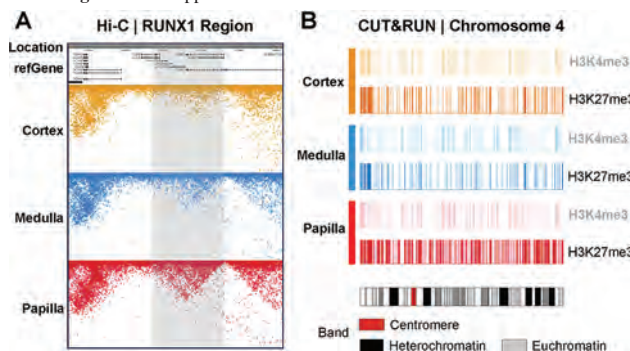 A
Hi-C | RUNX1 Region
Location
refGene
Cortex
Medulla
Papilla
B
CUT&RUN | Chromosome 4
Cortex
H3K4me3
H3K27me3
Medulla
H3K4me3
H3K27me3
Papilla
H3K4me3
H3K27me3
Band
Centromere
Heterochromatin
Euchromatin